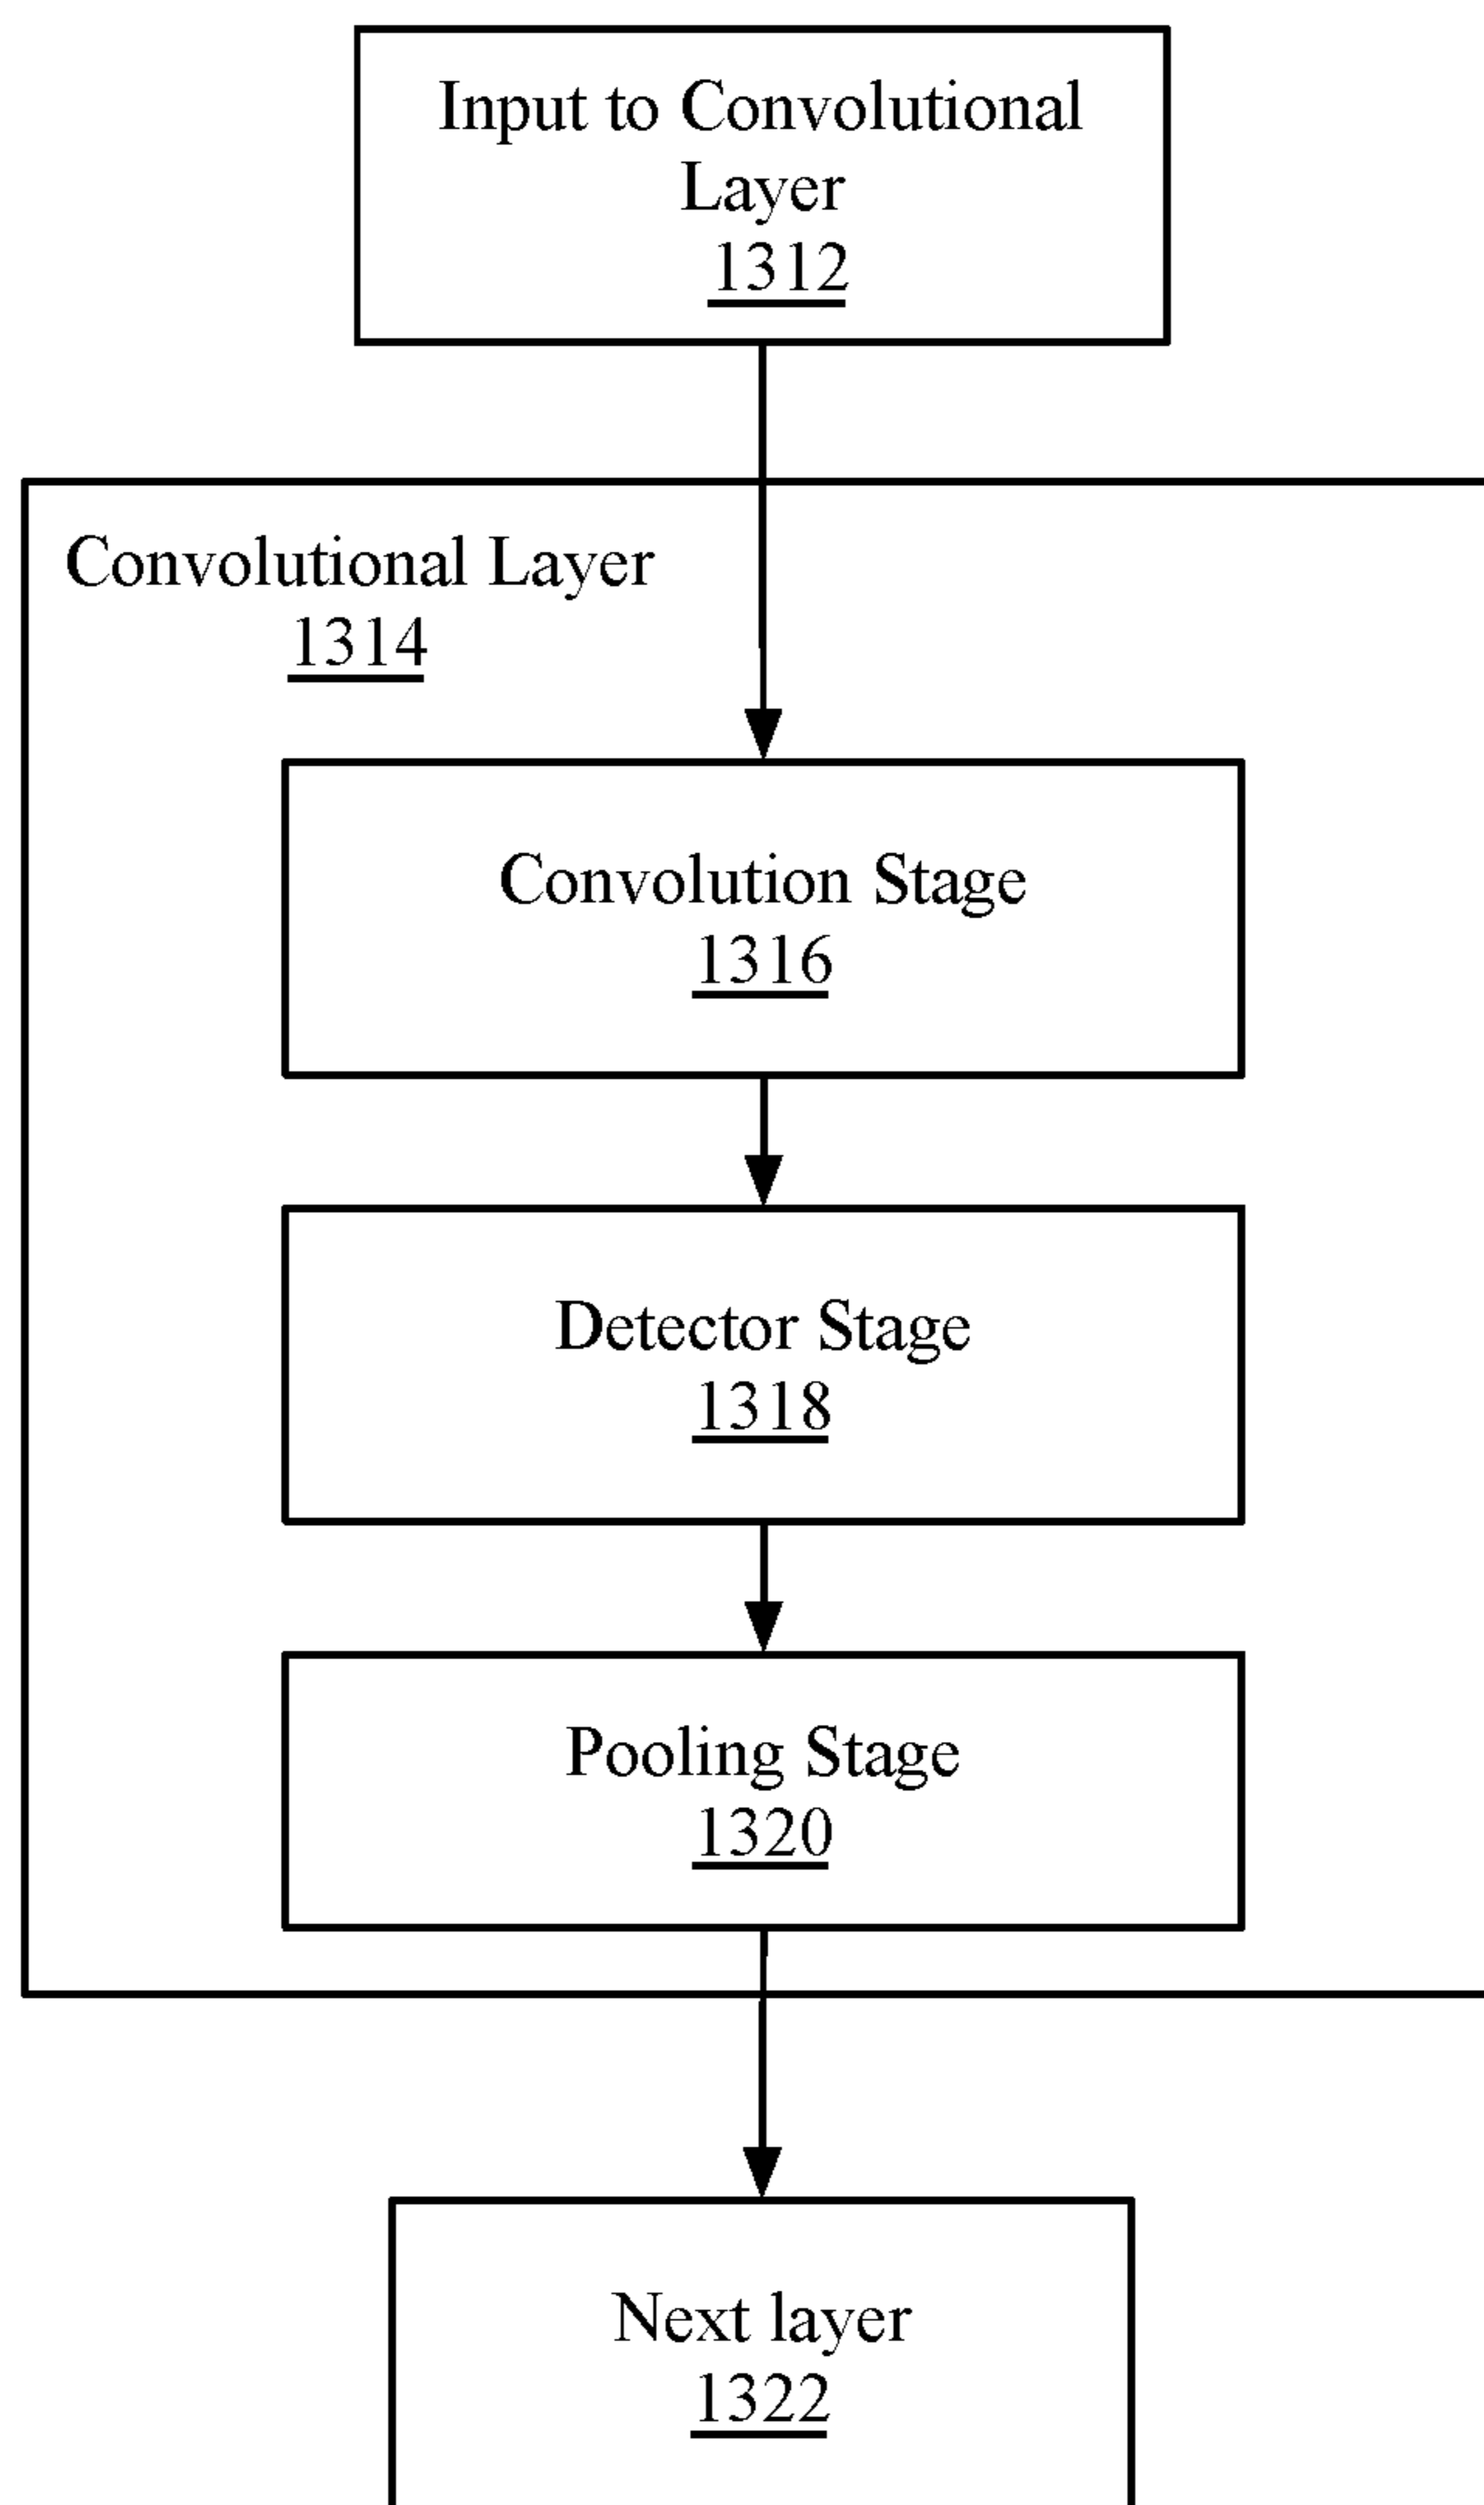 Input to Convolutional
Layer
1312
Convolutional Layer
1314
Convolution Stage
1316
Detector Stage
1318
Pooling Stage
1320
Next layer
1322